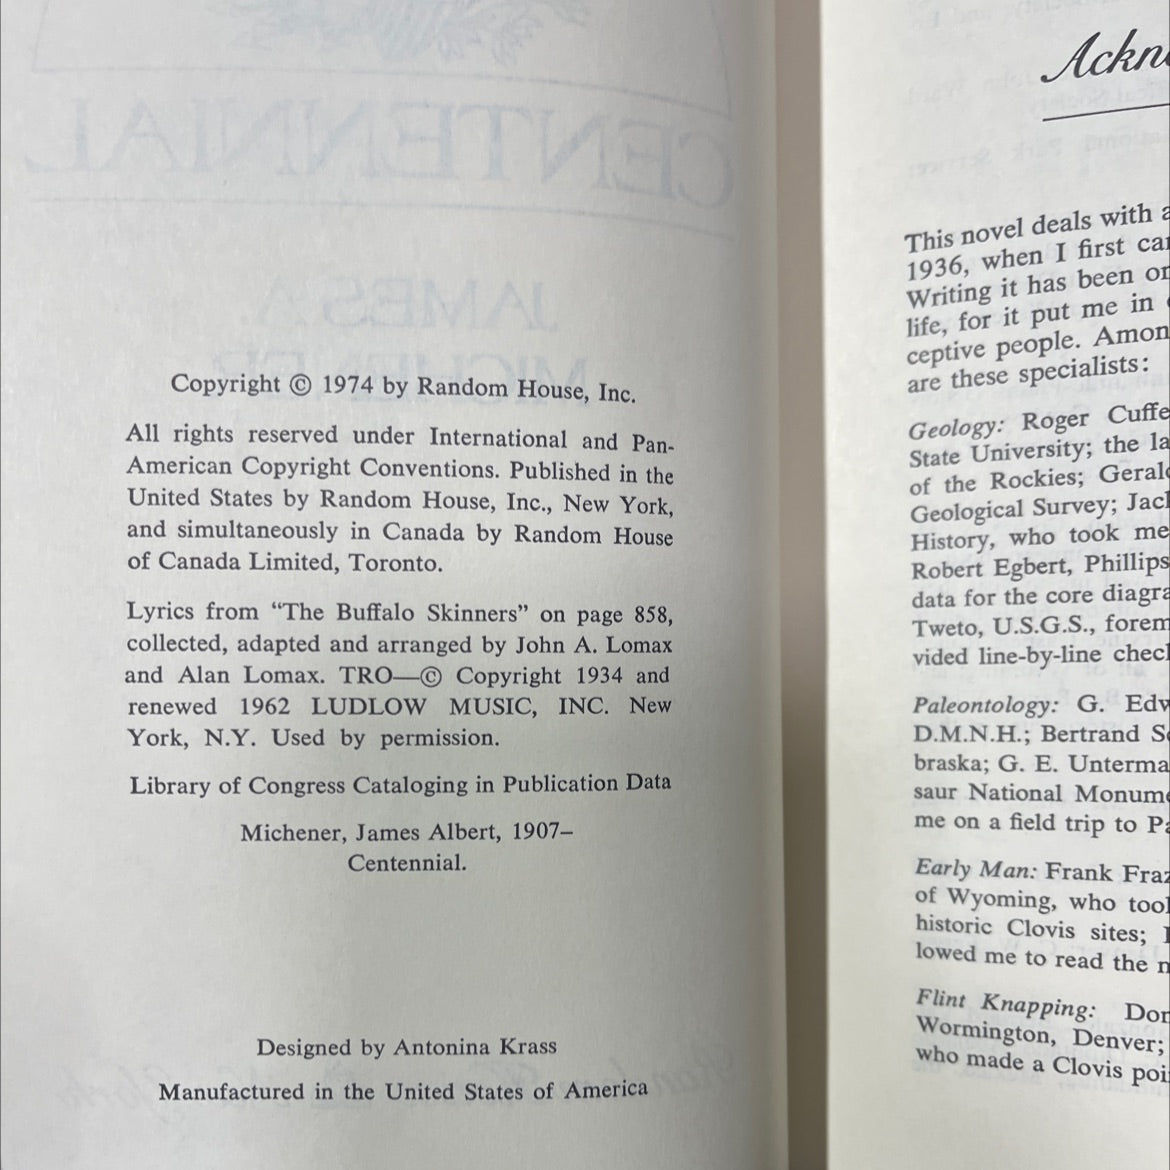 Copyright © 1974 by Random House, Inc.
All rights reserved under International and Pan-
American Copyright Conventions. Published in the
United States by Random House, Inc., New York,
and simultaneously in Canada by Random House
of Canada Limited, Toronto.
Lyrics from “The Buffalo Skinners” on page 858,
collected, adapted and arranged by John A. Lomax
and Alan Lomax. TRO—© Copyright 1934 and
renewed 1962 LUDLOW MUSIC, INC. New
York, N.Y. Used by permission.
Library of Congress Cataloging in Publication Data
Michener, James Albert, 1907–
Centennial.
Designed by Antonina Krass
Manufactured in the United States of America
This novel deals with
1936, when I first
Writing it has been
life, for it put me in
ceptive people.
are these specialists:
Geology: Roger
State University; the
of the Rockies;
Geological Survey;
History, who took me
Robert Egbert,
data for the core
Tweto, U.S.G.S.,
vided line-by-line
Paleontology: G.
D.M.N.H.; Bertrand
braska; G. E.
saur National
me on a field trip to
Early Man: Frank
of Wyoming, who
historic Clovis sites;
lowed me to read the
Flint Knapping:
Wormington, Denver;
who made a Clovis